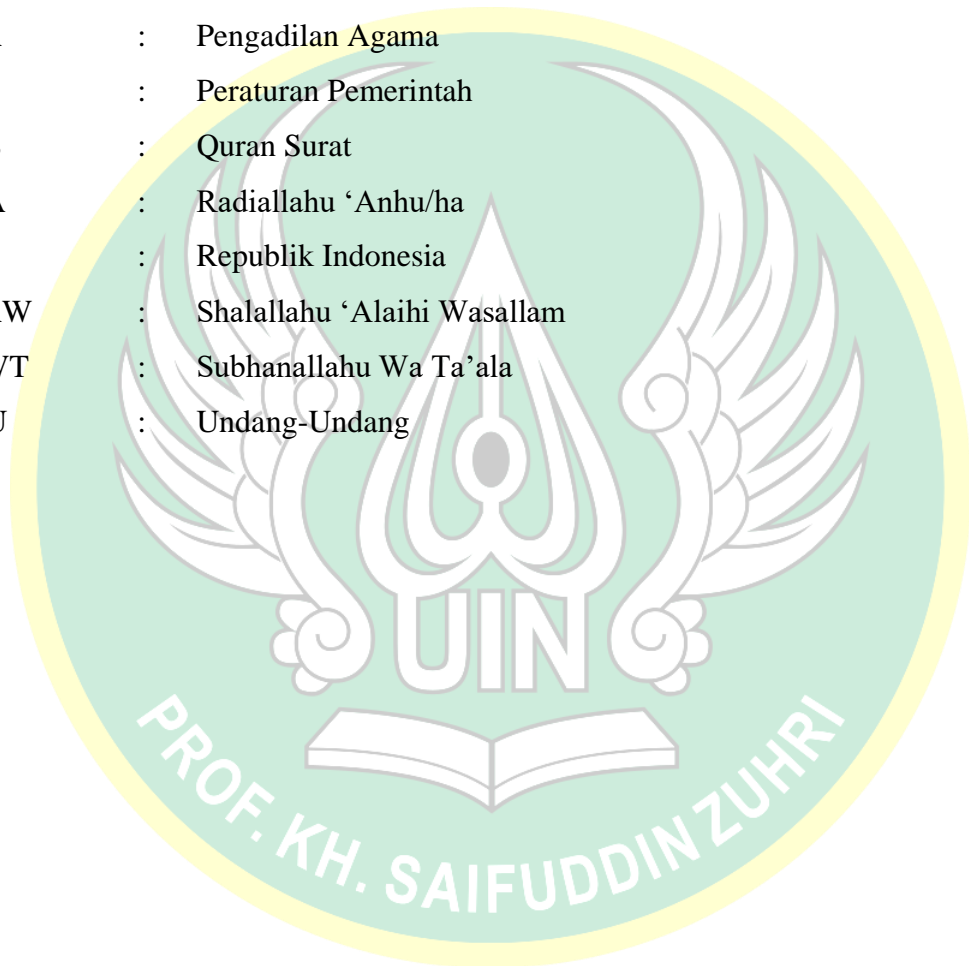 : Pengadilan Agama
: Peraturan Pemerintah
: Quran Surat
: Radiallahu ‘Anhu/ha
: Republik Indonesia
: Shalallahu ‘Alaihi Wasallam
: Subhanallahu Wa Ta’ala
: Undang-Undang
UIN
PROF. KH. SAIFUDDIN ZUHRI